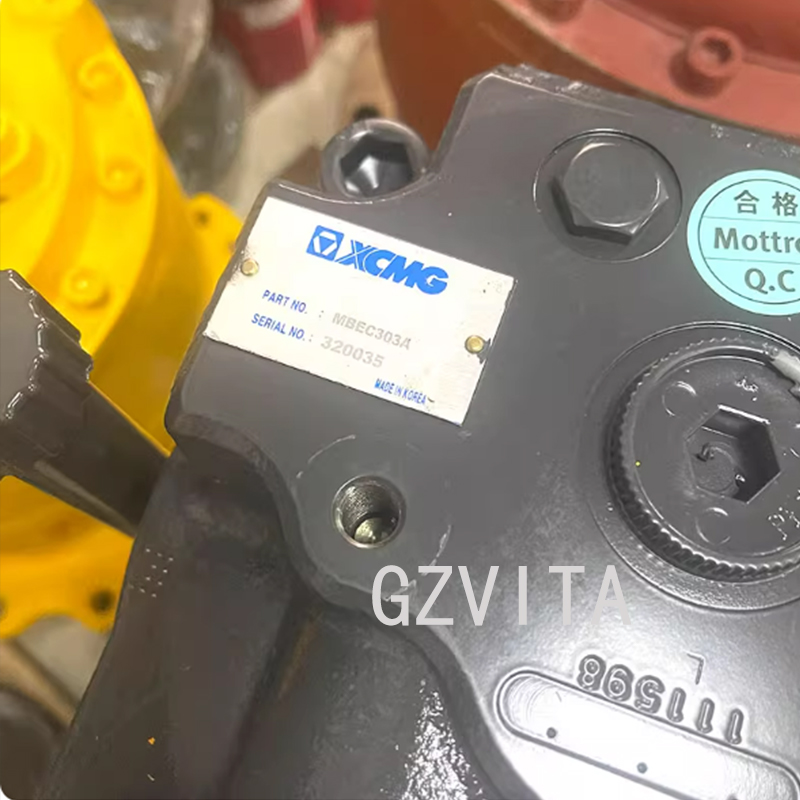 XCMG
PART NO. : MBEC303A
SERIAL NO. : 320035
MADE IN KOREA
合格
Mottro
Q.C
GZVITA
L
111598